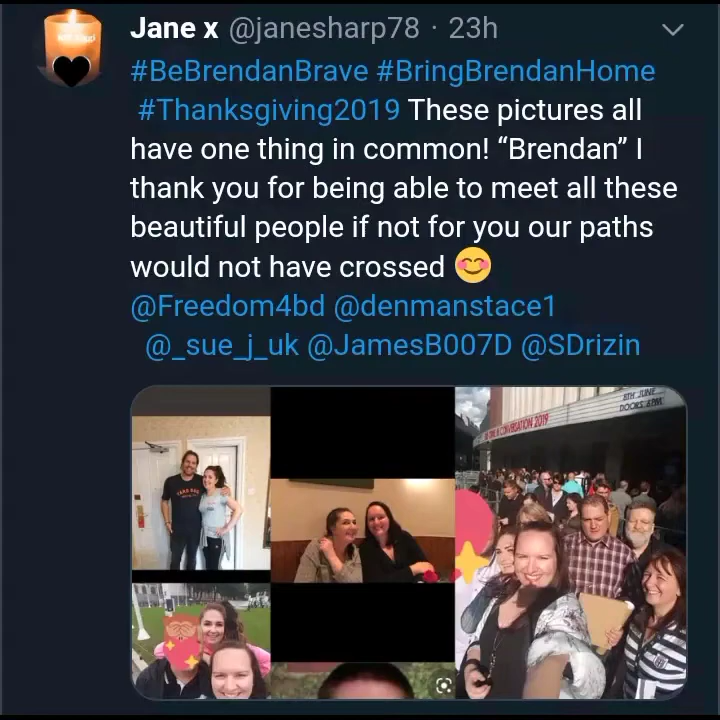 Jane x @janesharp78 · 23h
#BeBrendanBrave #BringBrendanHome
#Thanksgiving2019 These pictures all
have one thing in common! “Brendan” I
thank you for being able to meet all these
beautiful people if not for you our paths
would not have crossed 😊
@Freedom4bd @denmanstace1
@_sue_j_uk @JamesB007D @SDrizin
8TH JUNE
DOORS 6PM
CONVERSATION 2019